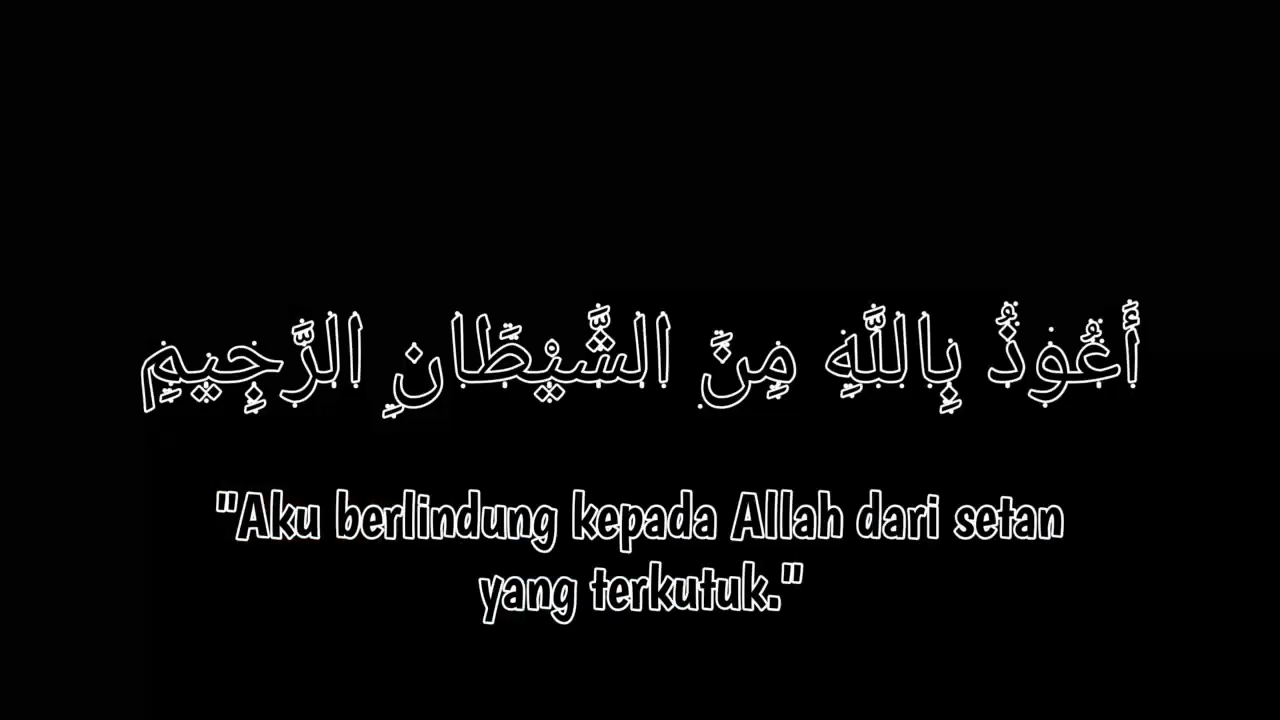 أَعُوذُ بِاللَّهِ مِنَ الشَّيْطَانِ الرَّجِيمِ
"Aku berlindung kepada Allah dari setan
yang terkutuk."